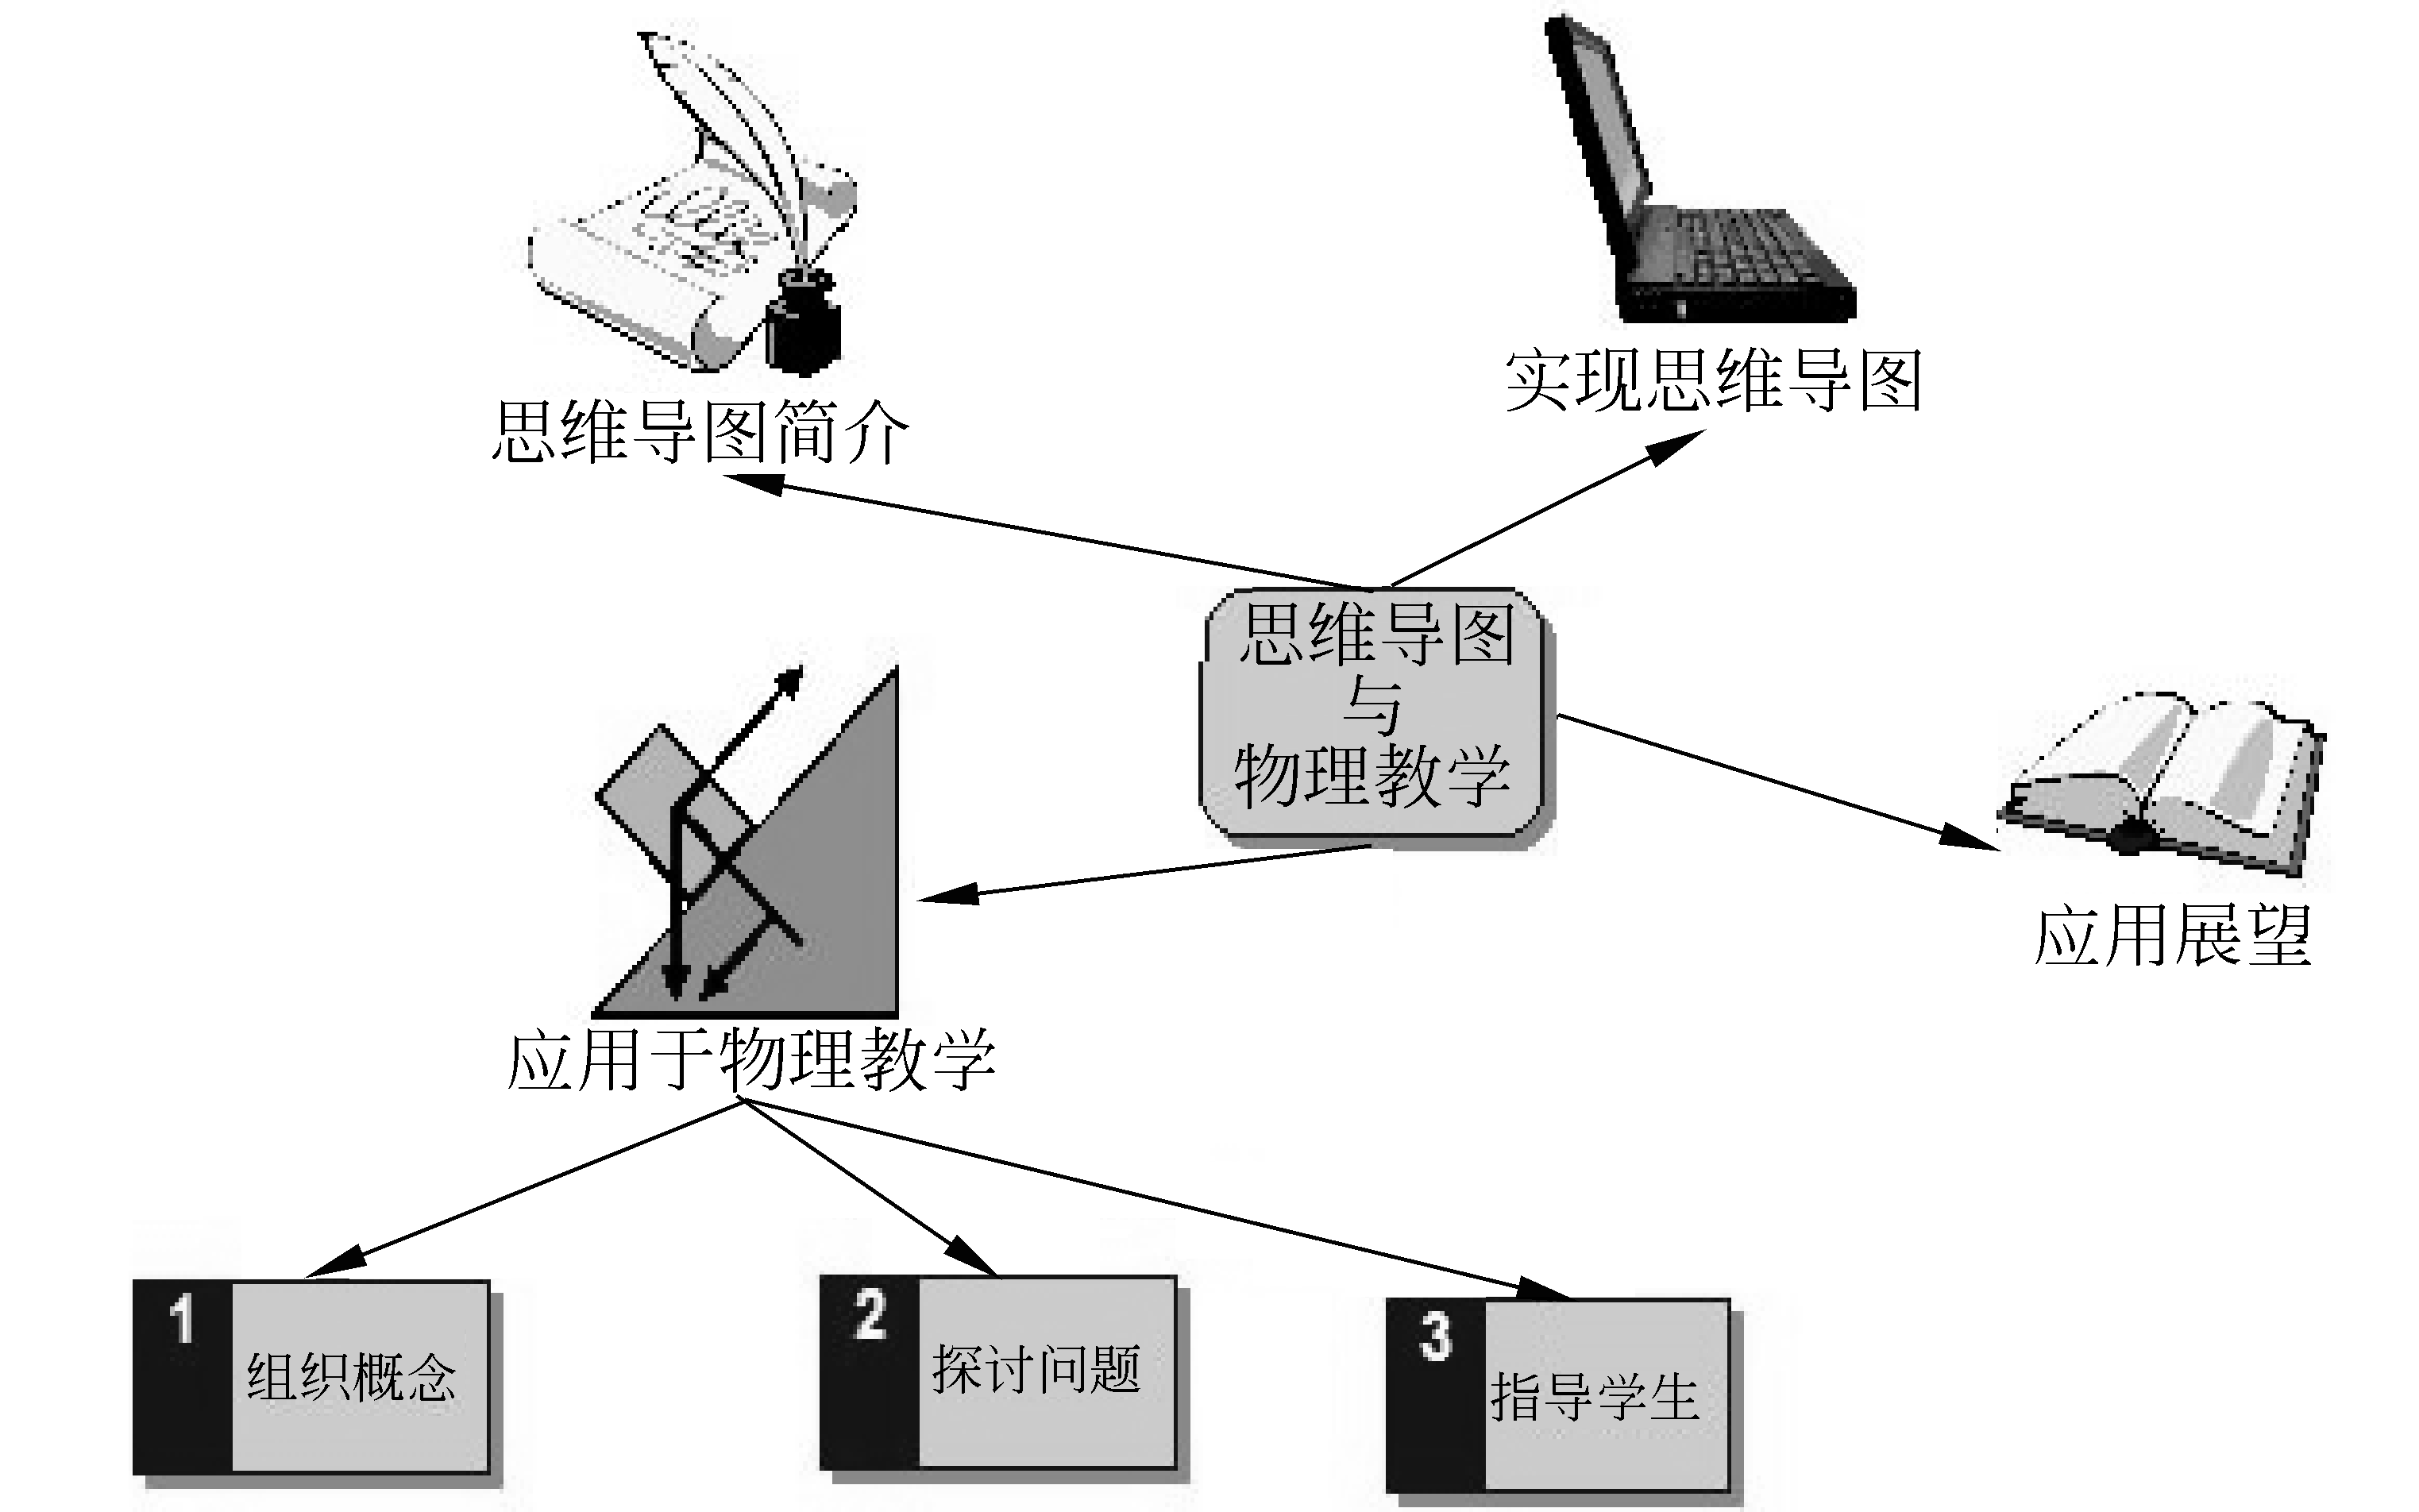 实现思维导图
思维导图简介
思维导图
与
物理教学
应用展望
应用于物理教学
1
组织概念
2
探讨问题
3
指导学生